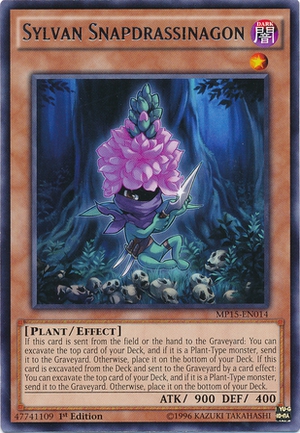 SYLVAN SNAPDRASSINAGON
DARK
闇
MP15-EN014
[PLANT/EFFECT]
If this card is sent from the field or the hand to the Graveyard: You can
excavate the top card of your Deck, and if it is a Plant-Type monster, send
it to the Graveyard. Otherwise, place it on the bottom of your Deck. If this
card is excavated from the Deck and sent to the Graveyard by a card effect:
You can excavate the top card of your Deck, and if it is a Plant-Type monster,
send it to the Graveyard. Otherwise, place it on the bottom of your Deck.
ATK/ 900 DEF/ 400
47741109 1st Edition ©1996 KAZUKI TAKAHASHI